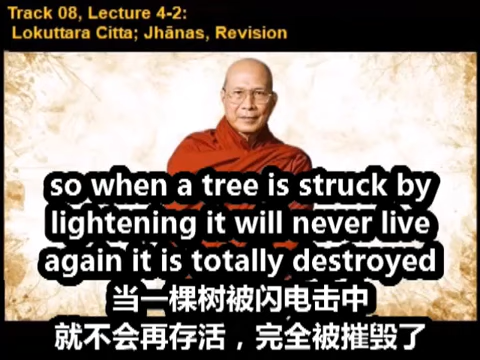 Track 08, Lecture 4-2:
Lokuttara Citta; Jhānas, Revision
so when a tree is struck by
lightening it will never live
again it is totally destroyed
当一棵树被闪电击中
就不会再存活，完全被摧毁了